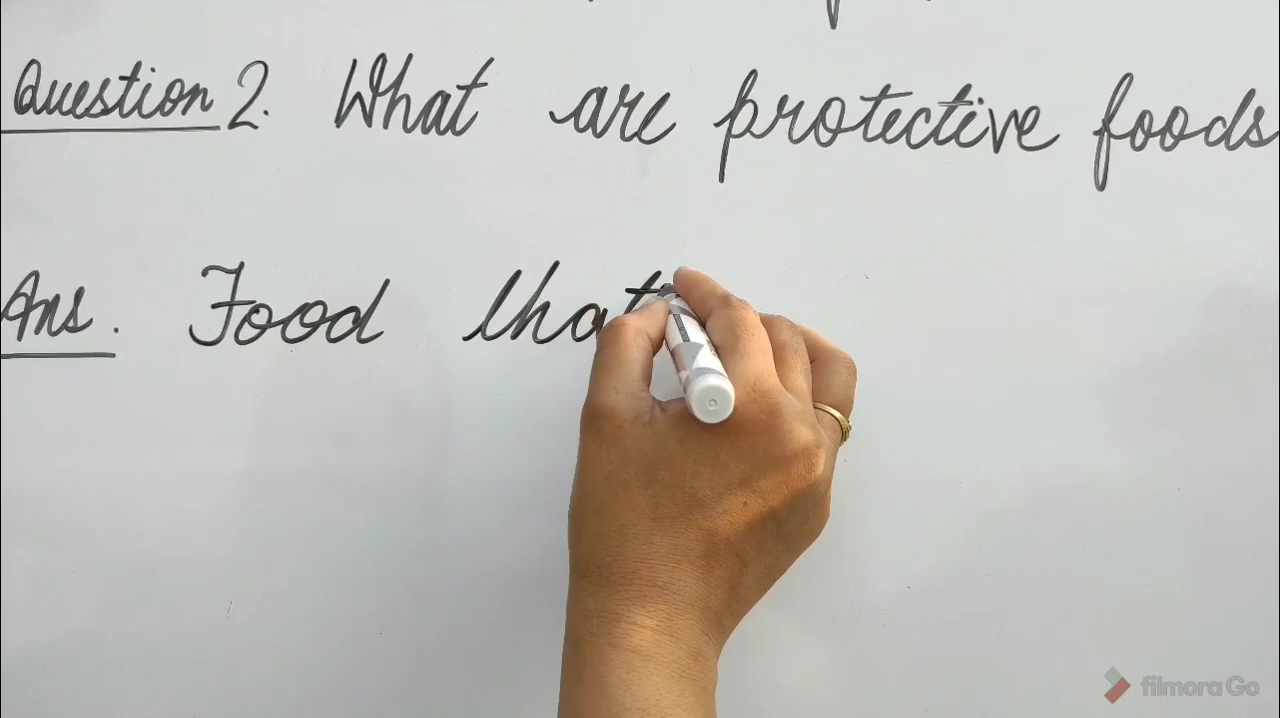 Question 2. What are protective foods
Ans. Food that
filmora Go